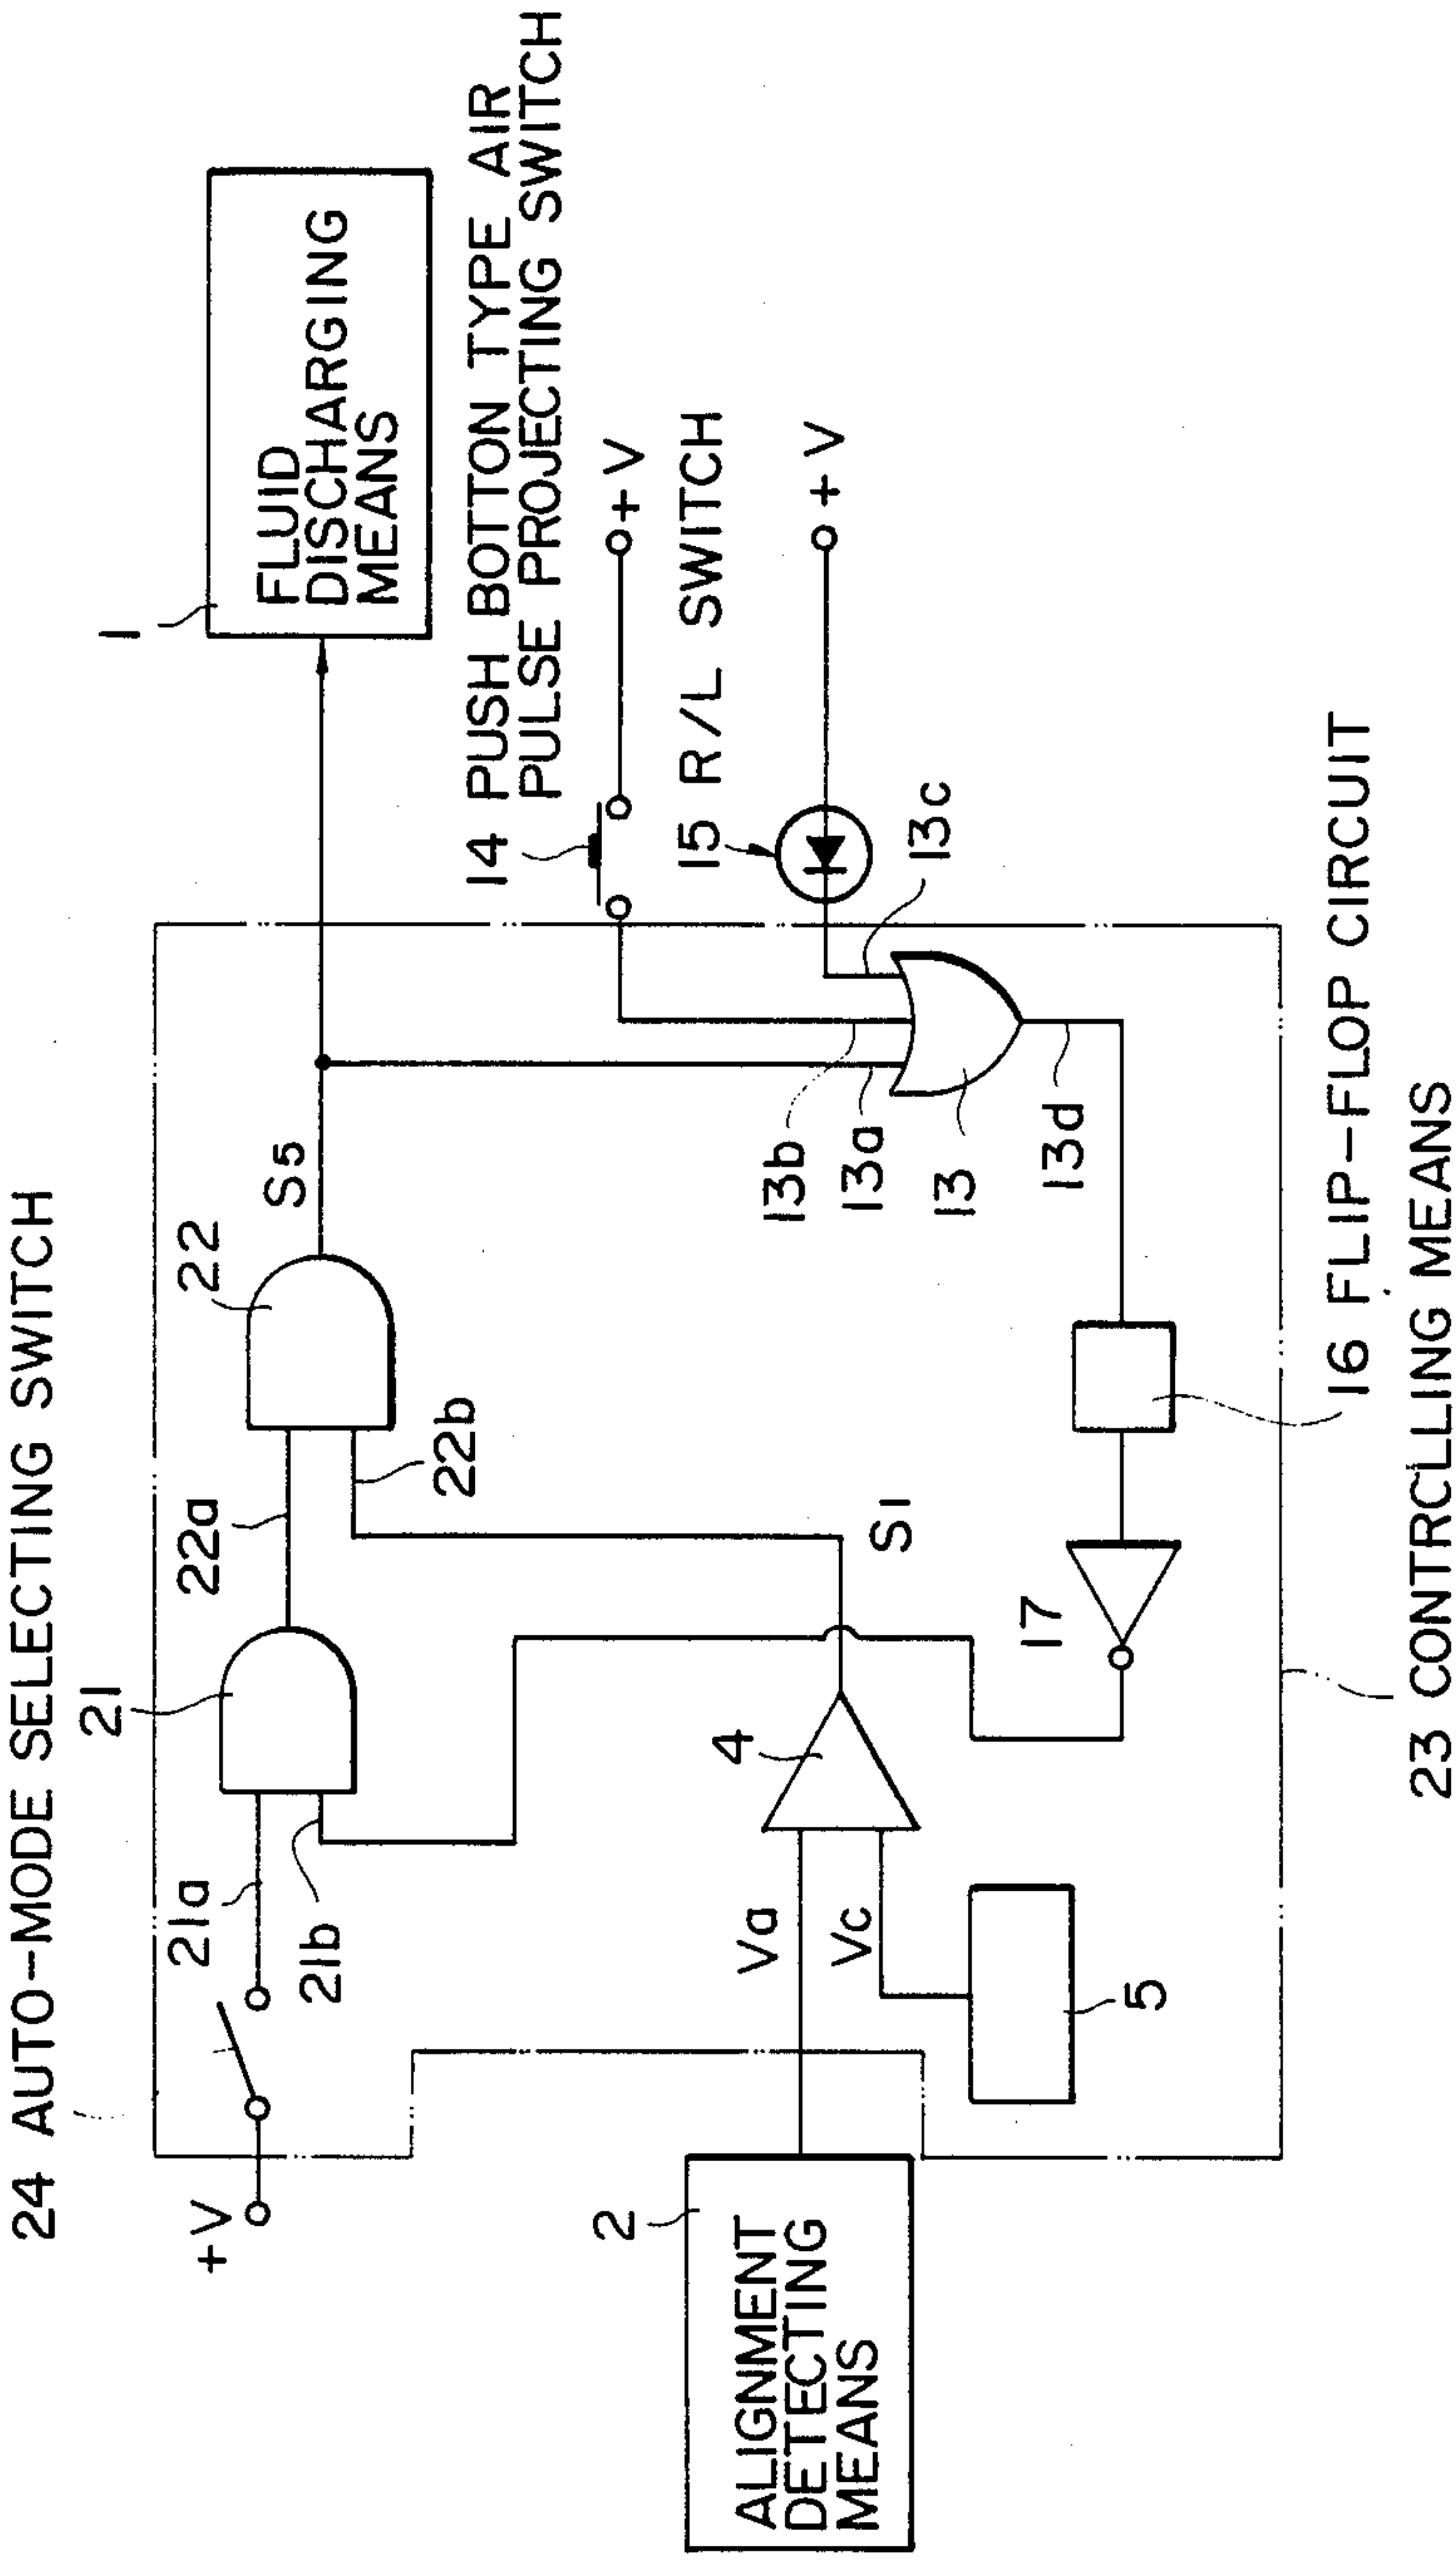 24 AUTO-MODE SELECTING SWITCH
+V
21a
21b
21
22a
22b
22
S5
1
FLUID
DISCHARGING
MEANS
14 PUSH BOTTON TYPE AIR
PULSE PROJECTING SWITCH
+V
15 R/L SWITCH
+V
13c
13b
13a
13
13d
2
ALIGNMENT
DETECTING
MEANS
Va
Vc
4
S1
5
17
16 FLIP-FLOP CIRCUIT
23 CONTRCLLING MEANS